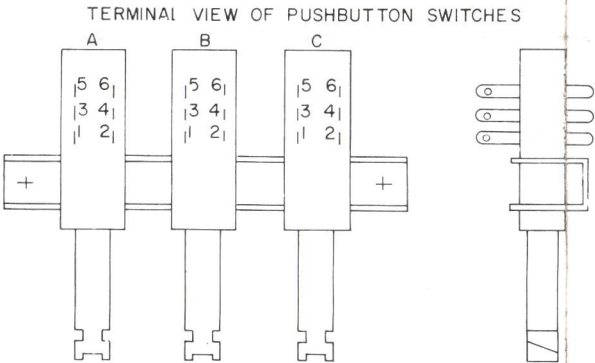 TERMINAL VIEW OF PUSHBUTTON SWITCHES
A B C
5 6 5 6 5 6
3 4 3 4 3 4
1 2 1 2 1 2